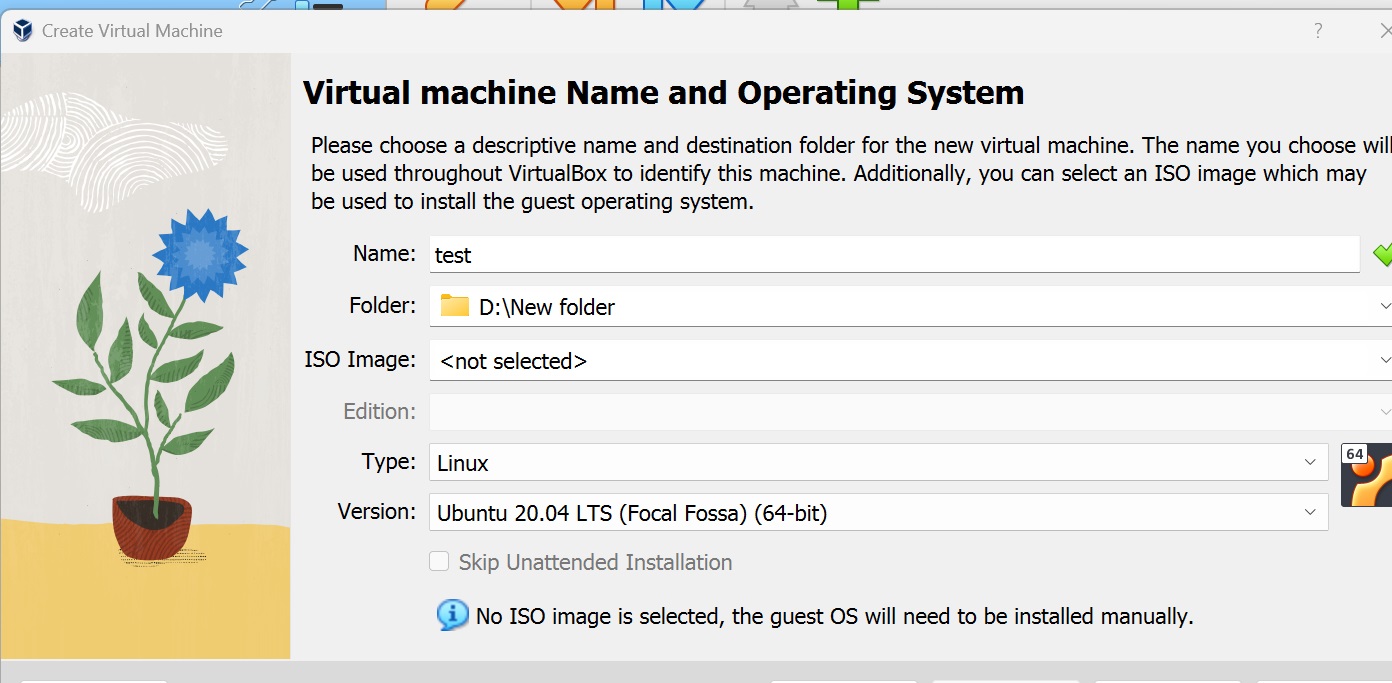 Create Virtual Machine
?
Virtual machine Name and Operating System
Please choose a descriptive name and destination folder for the new virtual machine. The name you choose will
be used throughout VirtualBox to identify this machine. Additionally, you can select an ISO image which may
be used to install the guest operating system.
Name: test
Folder: D:\New folder
ISO Image: <not selected>
Edition:
Type: Linux
64
Version: Ubuntu 20.04 LTS (Focal Fossa) (64-bit)
Skip Unattended Installation
No ISO image is selected, the guest OS will need to be installed manually.